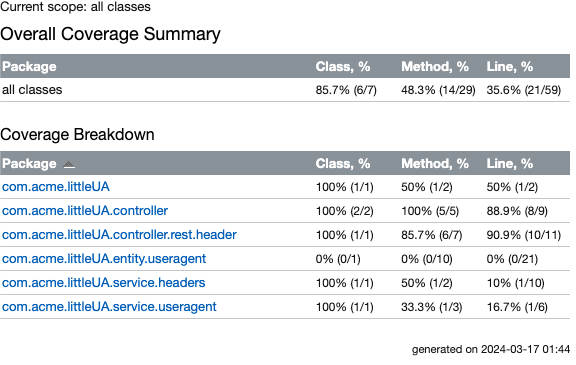 Current scope: all classes
Overall Coverage Summary
Package Class, % Method, % Line, %
all classes 85.7% (6/7) 48.3% (14/29) 35.6% (21/59)
Coverage Breakdown
Package Class, % Method, % Line, %
com.acme.littleUA 100% (1/1) 50% (1/2) 50% (1/2)
com.acme.littleUA.controller 100% (2/2) 100% (5/5) 88.9% (8/9)
com.acme.littleUA.controller.rest.header 100% (1/1) 85.7% (6/7) 90.9% (10/11)
com.acme.littleUA.entity.useragent 0% (0/1) 0% (0/10) 0% (0/21)
com.acme.littleUA.service.headers 100% (1/1) 50% (1/2) 10% (1/10)
com.acme.littleUA.service.useragent 100% (1/1) 33.3% (1/3) 16.7% (1/6)
generated on 2024-03-17 01:44